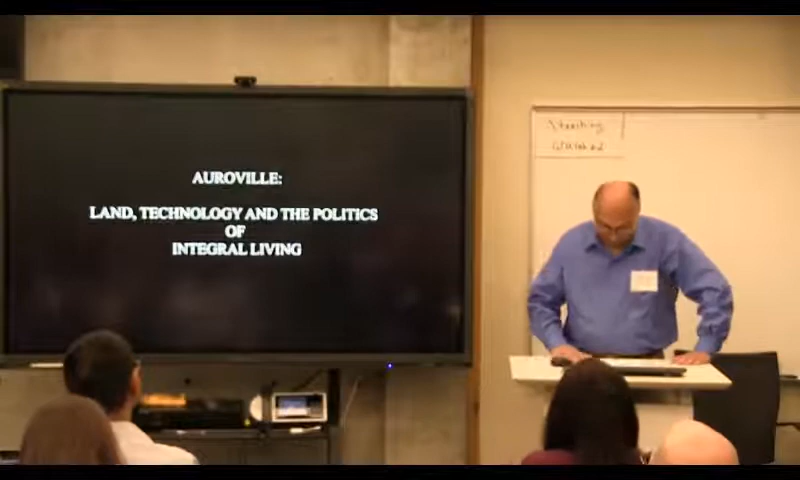 AUROVILLE:
LAND, TECHNOLOGY AND THE POLITICS
OF
INTEGRAL LIVING